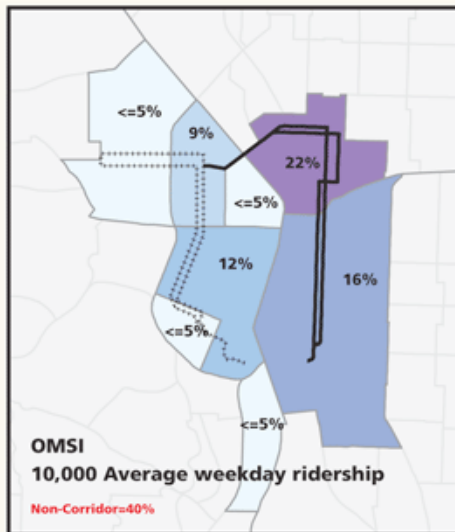 <=5%
9%
22%
<=5%
12%
16%
<=5%
<=5%
OMSI
10,000 Average weekday ridership
Non-Corridor=40%